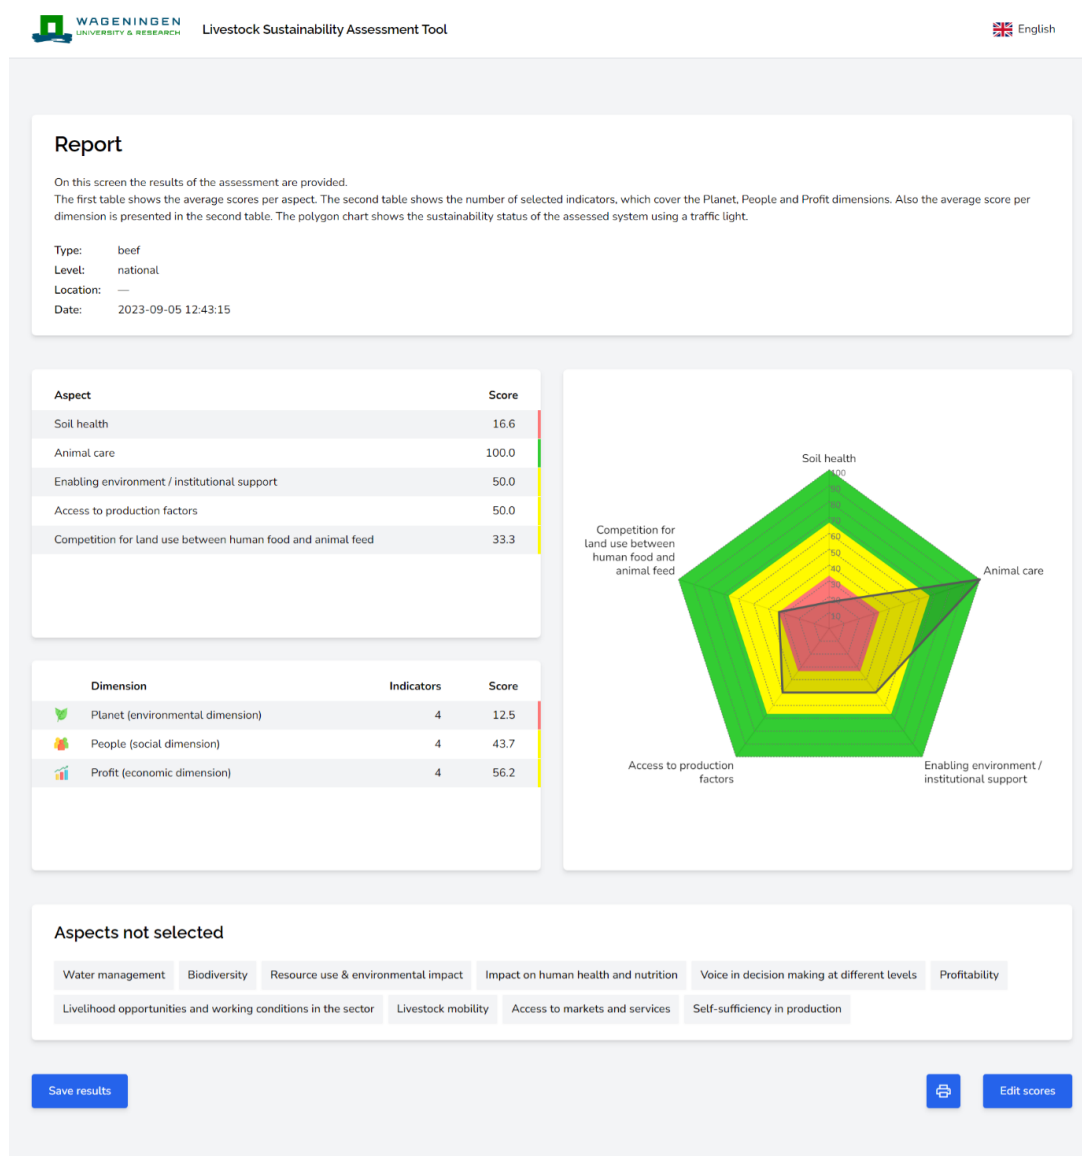 WAGENINGEN
UNIVERSITY & RESEARCH
Livestock Sustainability Assessment Tool
English
Report
On this screen the results of the assessment are provided.
The first table shows the average scores per aspect. The second table shows the number of selected indicators, which cover the Planet, People and Profit dimensions. Also the average score per
dimension is presented in the second table. The polygon chart shows the sustainability status of the assessed system using a traffic light.
Type: beef
Level: national
Location: —
Date: 2023-09-05 12:43:15
Aspect Score
Soil health 16.6
Animal care 100.0
Enabling environment / institutional support 50.0
Access to production factors 50.0
Competition for land use between human food and animal feed 33.3
Dimension Indicators Score
Planet (environmental dimension) 4 12.5
People (social dimension) 4 43.7
Profit (economic dimension) 4 56.2
Soil health
100
90
80
70
60
50
40
30
20
10
Competition for
land use between
human food and
animal feed
Animal care
Access to production
factors
Enabling environment /
institutional support
Aspects not selected
Water management Biodiversity Resource use & environmental impact Impact on human health and nutrition Voice in decision making at different levels Profitability
Livelihood opportunities and working conditions in the sector Livestock mobility Access to markets and services Self-sufficiency in production
Save results
Edit scores